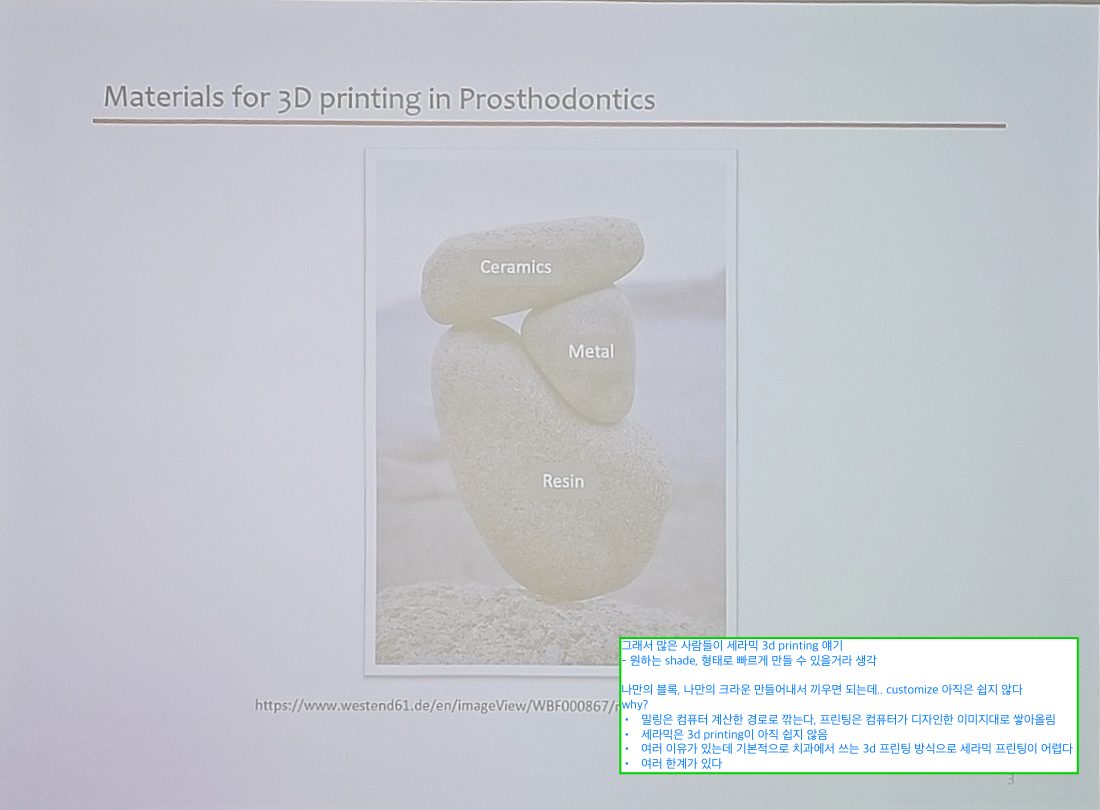 Materials for 3D printing in Prosthodontics
Ceramics
Metal
Resin
https://www.westend61.de/en/imageView/WBF000867/
그래서 많은 사람들이 세라믹 3d printing 얘기
- 원하는 shade, 형태로 빠르게 만들 수 있을거라 생각
나만의 블록, 나만의 크라운 만들어내서 끼우면 되는데.. customize 아직은 쉽지 않다
why?
• 밀링은 컴퓨터 계산한 경로로 깎는다, 프린팅은 컴퓨터가 디자인한 이미지대로 쌓아올림
• 세라믹은 3d printing이 아직 쉽지 않음
• 여러 이유가 있는데 기본적으로 치과에서 쓰는 3d 프린팅 방식으로 세라믹 프린팅이 어렵다
• 여러 한계가 있다
3